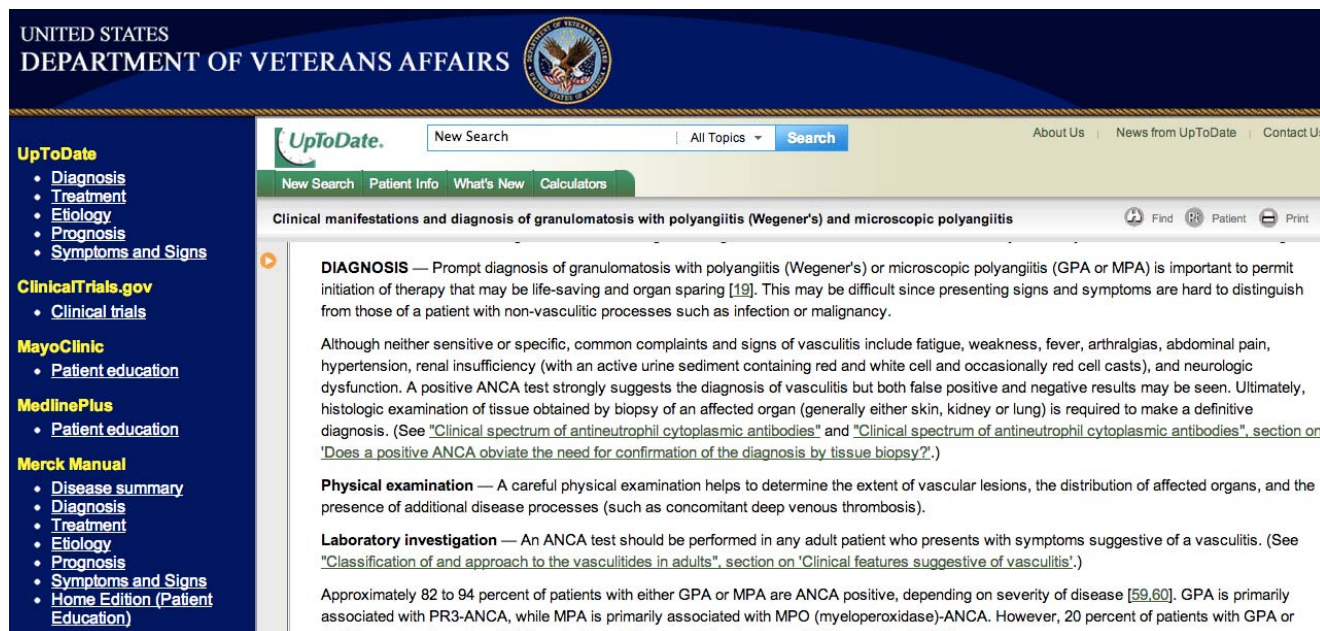 UNITED STATES
DEPARTMENT OF VETERANS AFFAIRS
UpToDate
Diagnosis
Treatment
Etiology
Prognosis
Symptoms and Signs
ClinicalTrials.gov
Clinical trials
MayoClinic
Patient education
MedlinePlus
Patient education
Merck Manual
Disease summary
Diagnosis
Treatment
Etiology
Prognosis
Symptoms and Signs
Home Edition (Patient
Education)
UpToDate.
New Search All Topics Search
About Us News from UpToDate Contact Us
New Search Patient Info What's New Calculators
Clinical manifestations and diagnosis of granulomatosis with polyangiitis (Wegener's) and microscopic polyangiitis
Find Patient Print
DIAGNOSIS — Prompt diagnosis of granulomatosis with polyangiitis (Wegener's) or microscopic polyangiitis (GPA or MPA) is important to permit
initiation of therapy that may be life-saving and organ sparing [19]. This may be difficult since presenting signs and symptoms are hard to distinguish
from those of a patient with non-vasculitic processes such as infection or malignancy.
Although neither sensitive or specific, common complaints and signs of vasculitis include fatigue, weakness, fever, arthralgias, abdominal pain,
hypertension, renal insufficiency (with an active urine sediment containing red and white cell and occasionally red cell casts), and neurologic
dysfunction. A positive ANCA test strongly suggests the diagnosis of vasculitis but both false positive and negative results may be seen. Ultimately,
histologic examination of tissue obtained by biopsy of an affected organ (generally either skin, kidney or lung) is required to make a definitive
diagnosis. (See "Clinical spectrum of antineutrophil cytoplasmic antibodies" and "Clinical spectrum of antineutrophil cytoplasmic antibodies", section on
'Does a positive ANCA obviate the need for confirmation of the diagnosis by tissue biopsy?'.)
Physical examination — A careful physical examination helps to determine the extent of vascular lesions, the distribution of affected organs, and the
presence of additional disease processes (such as concomitant deep venous thrombosis).
Laboratory investigation — An ANCA test should be performed in any adult patient who presents with symptoms suggestive of a vasculitis. (See
"Classification of and approach to the vasculitides in adults", section on 'Clinical features suggestive of vasculitis'.)
Approximately 82 to 94 percent of patients with either GPA or MPA are ANCA positive, depending on severity of disease [59,60]. GPA is primarily
associated with PR3-ANCA, while MPA is primarily associated with MPO (myeloperoxidase)-ANCA. However, 20 percent of patients with GPA or